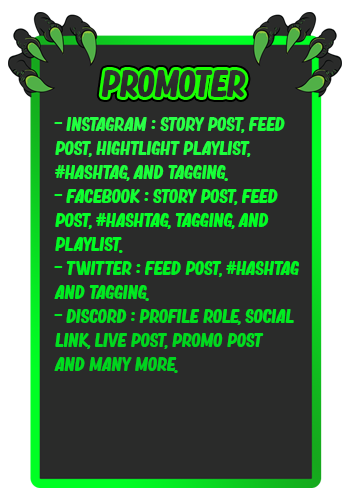 PROMOTER
- INSTAGRAM : STORY POST, FEED
POST, HIGHTLIGHT PLAYLIST,
#HASHTAG, AND TAGGING.
- FACEBOOK : STORY POST, FEED
POST, #HASHTAG, TAGGING, AND
PLAYLIST.
- TWITTER : FEED POST, #HASHTAG
AND TAGGING.
- DISCORD : PROFILE ROLE, SOCIAL
LINK, LIVE POST, PROMO POST
AND MANY MORE.